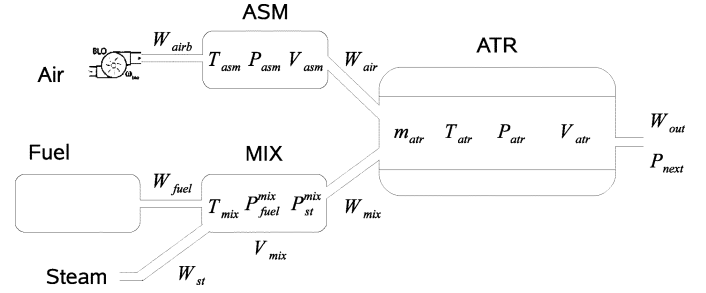 ASM
W_airb
BLO
ω_blo
Air
T_asm P_asm V_asm
W_air
ATR
m_atr T_atr P_atr V_atr
W_out
P_next
Fuel
MIX
W_fuel
T_mix P^mix_fuel P^mix_st
W_mix
V_mix
Steam
W_st